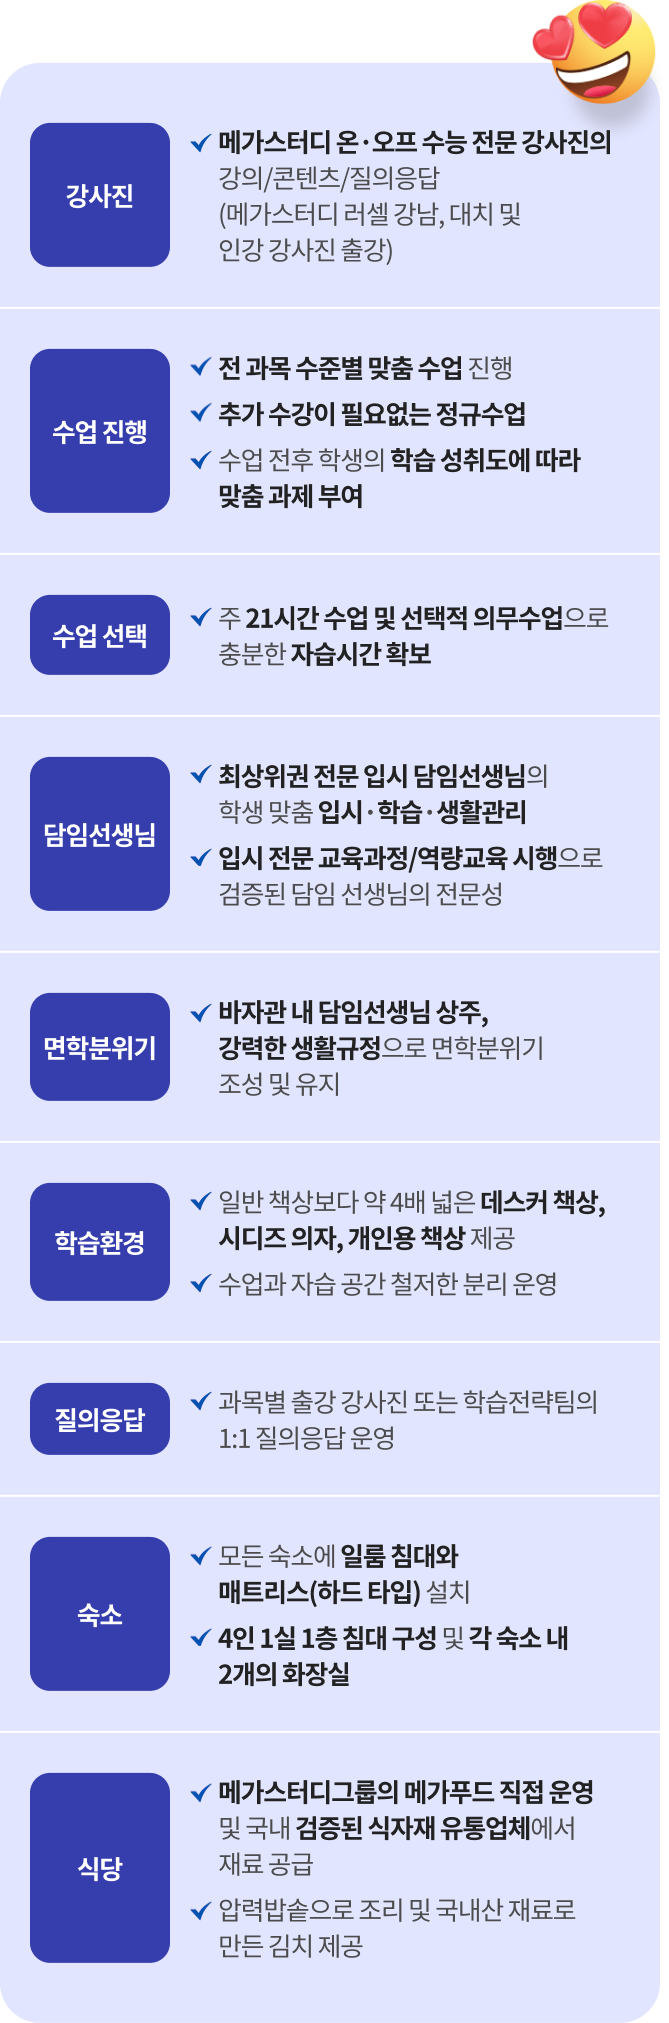 강사진
메가스터디 온·오프 수능 전문 강사진의
강의/콘텐츠/질의응답
(메가스터디 러셀 강남, 대치 및
인강 강사진 출강)
수업 진행
전 과목 수준별 맞춤 수업 진행
추가 수강이 필요없는 정규수업
수업 전후 학생의 학습 성취도에 따라
맞춤 과제 부여
수업 선택
주 21시간 수업 및 선택적 의무수업으로
충분한 자습시간 확보
담임선생님
최상위권 전문 입시 담임선생님의
학생 맞춤 입시·학습·생활관리
입시 전문 교육과정/역량교육 시행으로
검증된 담임 선생님의 전문성
면학분위기
바자관 내 담임선생님 상주,
강력한 생활규정으로 면학분위기
조성 및 유지
학습환경
일반 책상보다 약 4배 넓은 데스커 책상,
시디즈 의자, 개인용 책상 제공
수업과 자습 공간 철저한 분리 운영
질의응답
과목별 출강 강사진 또는 학습전략팀의
1:1 질의응답 운영
숙소
모든 숙소에 일룸 침대와
매트리스(하드 타입) 설치
4인 1실 1층 침대 구성 및 각 숙소 내
2개의 화장실
식당
메가스터디그룹의 메가푸드 직접 운영
및 국내 검증된 식자재 유통업체에서
재료 공급
압력밥솥으로 조리 및 국내산 재료로
만든 김치 제공